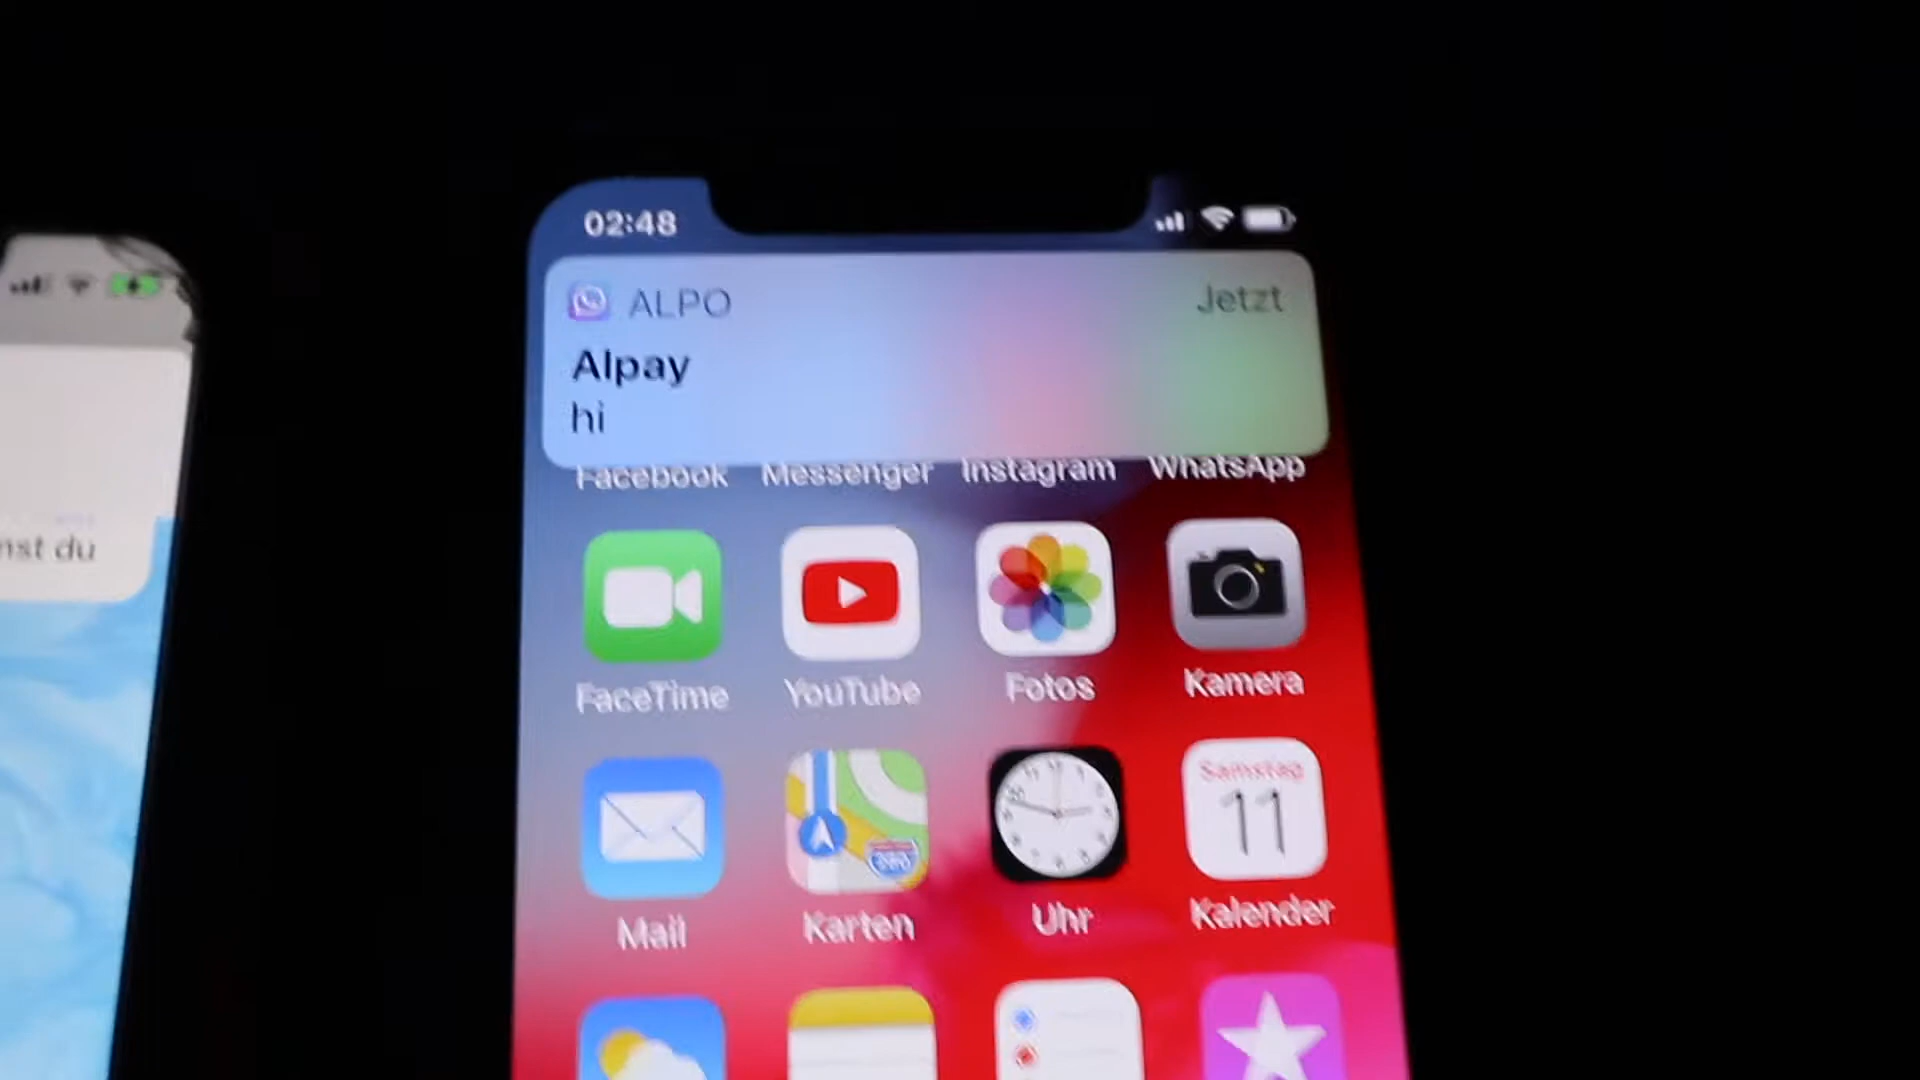 02:48
ALPO
Jetzt
Alpay
hi
Facebook Messenger Instagram WhatsApp
nst du
FaceTime YouTube Fotos Kamera
Samstag
11
Mail Karten Uhr Kalender